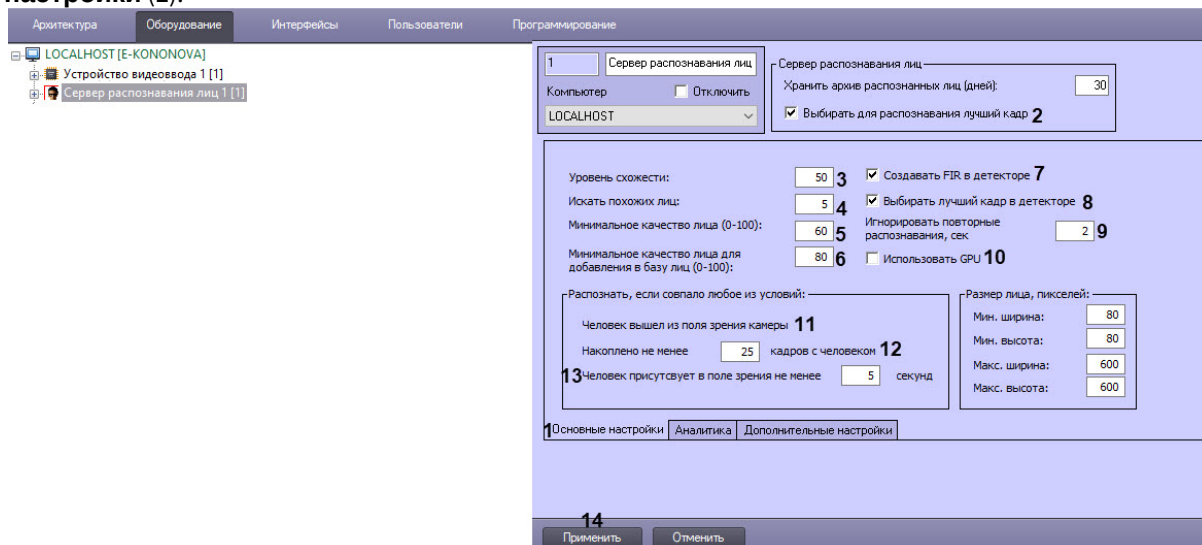 настройки (2).
Архитектура Оборудование Интерфейсы Пользователи Программирование
LOCALHOST [E-KONONOVA]
Устройство видеоввода 1 [1]
Сервер распознавания лиц 1 [1]
1 Сервер распознавания лиц
Компьютер Отключить
LOCALHOST
Сервер распознавания лиц
Хранить архив распознанных лиц (дней): 30
Выбирать для распознавания лучший кадр 2
Уровень схожести: 50 3
Искать похожих лиц: 5 4
Минимальное качество лица (0-100): 60 5
Минимальное качество лица для
добавления в базу лиц (0-100): 80 6
Создавать FIR в детекторе 7
Выбирать лучший кадр в детекторе 8
Игнорировать повторные
распознавания, сек 2 9
Использовать GPU 10
Распознать, если совпало любое из условий:
Человек вышел из поля зрения камеры 11
Накоплено не менее 25 кадров с человеком 12
13 Человек присутсвует в поле зрения не менее 5 секунд
Размер лица, пикселей:
Мин. ширина: 80
Мин. высота: 80
Макс. ширина: 600
Макс. высота: 600
1 Основные настройки Аналитика Дополнительные настройки
14
Применить Отменить